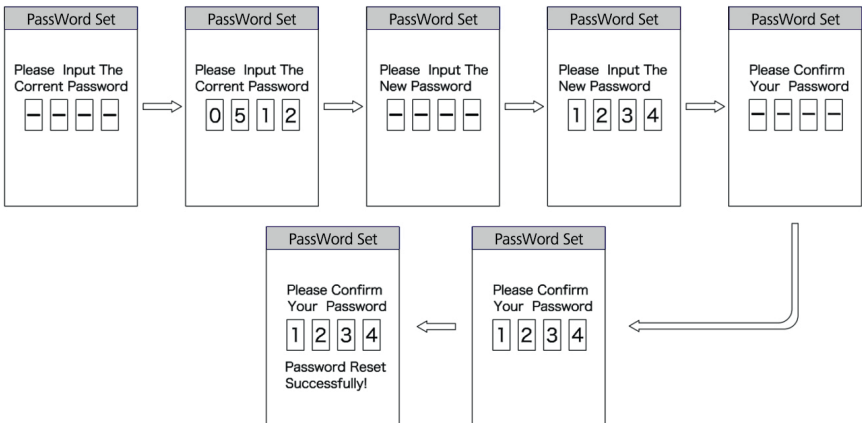 PassWord Set
Please Input The
Corrent Password
– – – –
PassWord Set
Please Input The
Corrent Password
0 5 1 2
PassWord Set
Please Input The
New Password
– – – –
PassWord Set
Please Input The
New Password
1 2 3 4
PassWord Set
Please Confirm
Your Password
– – – –
PassWord Set
Please Confirm
Your Password
1 2 3 4
PassWord Set
Please Confirm
Your Password
1 2 3 4
Password Reset
Successfully!